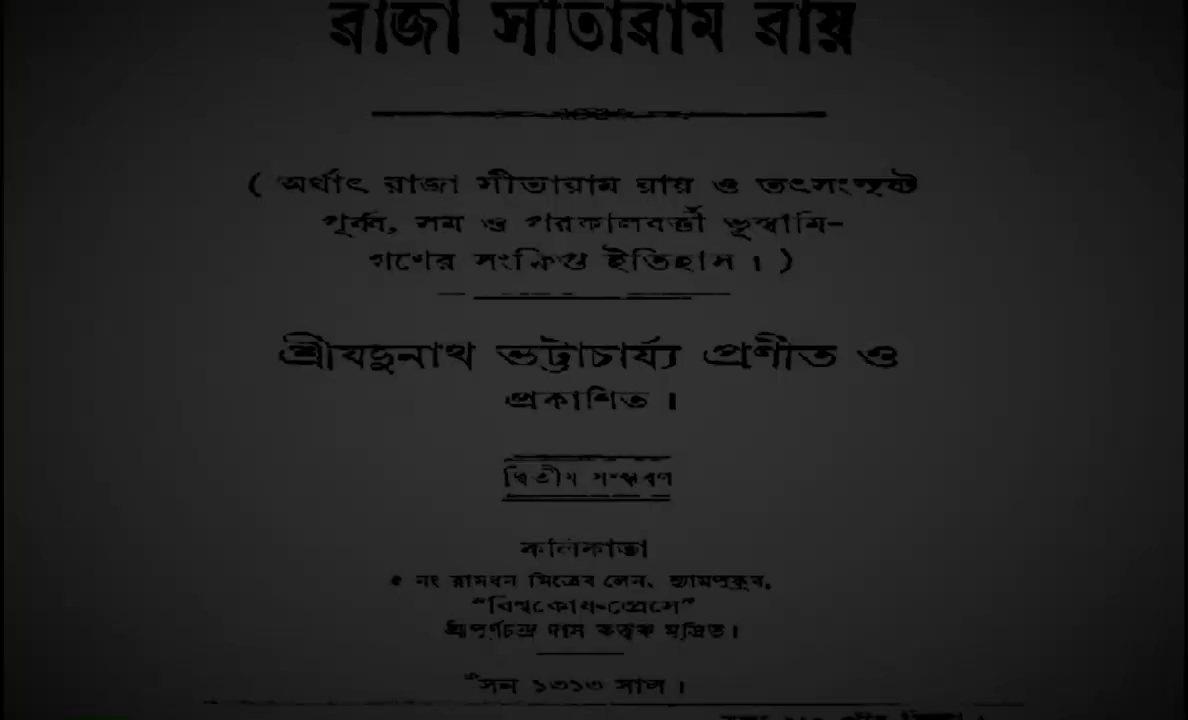 রাজা সীতারাম রায়
( অর্থাৎ রাজা সীতারাম রায় ও তৎসংসৃষ্ট
পূর্ব্ব, সম ও পরকালবর্ত্তী ভূস্বামি-
গণের সংক্ষিপ্ত ইতিহাস। )
শ্রীযদুনাথ ভট্টাচার্য্য প্রণীত ও
প্রকাশিত।
দ্বিতীয় সংস্করণ
কলিকাতা
৫ নং রামধন মিত্রের লেন, শ্যামপুকুর,
"বিশ্বকোষ-প্রেসে"
শ্রীপূর্ণচন্দ্র দাস কর্ত্তৃক মুদ্রিত।
সন ১৩১৩ সাল।